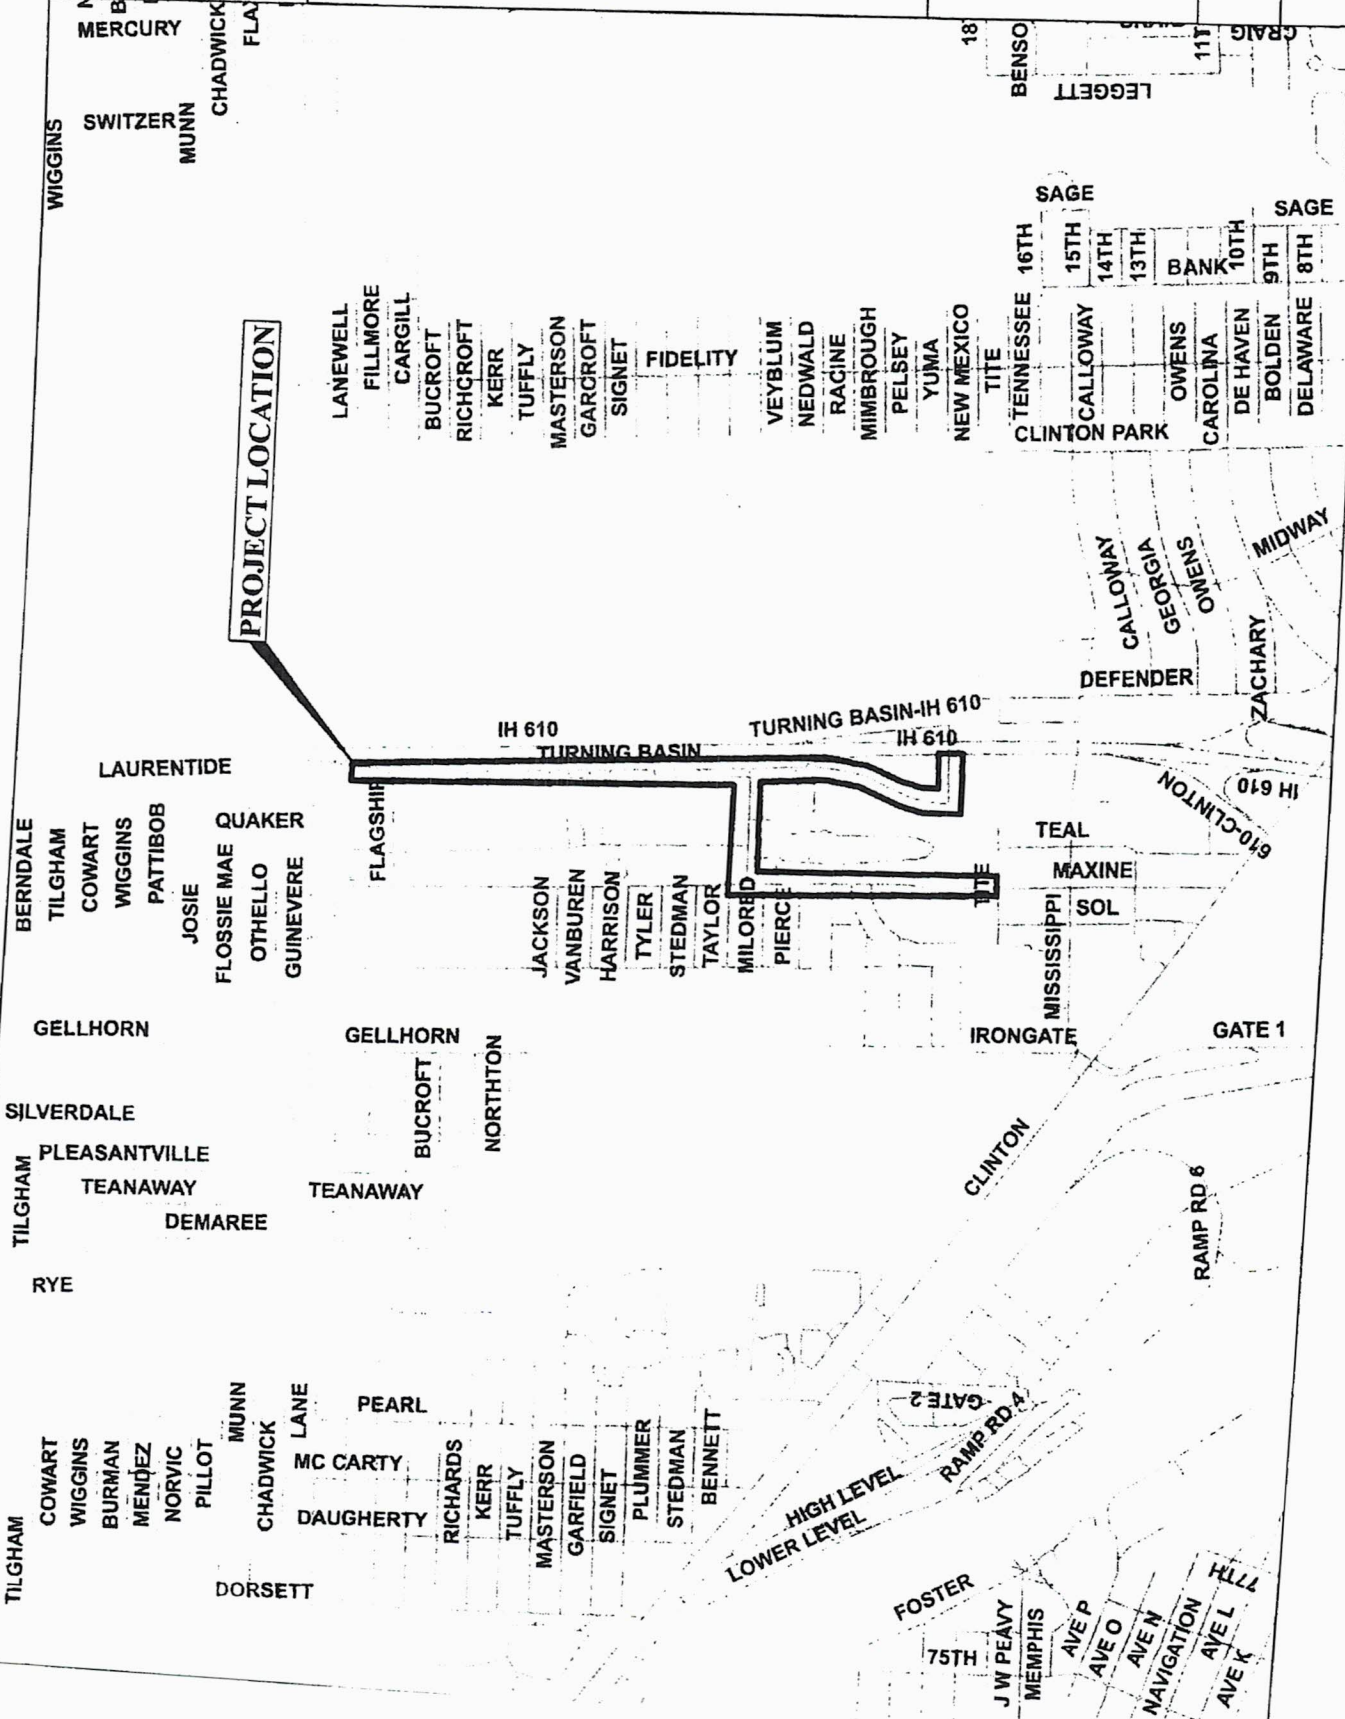 MERCURY
CHADWICK
WIGGINS
SWITZER
MUNN
18
BENSO
LEGGETT
11T
CRAIG
SAGE
SAGE
16TH
15TH
14TH
13TH
BANK
10TH
9TH
8TH
PROJECT LOCATION
LANEWELL
FILLMORE
CARGILL
BUCROFT
RICHCROFT
KERR
TUFFLY
MASTERSON
GARCROFT
SIGNET
FIDELITY
VEYBLUM
NEDWALD
RACINE
MIMBROUGH
PELSEY
YUMA
NEW MEXICO
TITE
TENNESSEE
CALLOWAY
OWENS
CAROLINA
DE HAVEN
BOLDEN
DELAWARE
CLINTON PARK
CALLOWAY
GEORGIA
OWENS
MIDWAY
ZACHARY
DEFENDER
IH 610
TURNING BASIN-IH 610
IH 610
TURNING BASIN
LAURENTIDE
610-CLINTON
IH 610
BERNDALE
TILGHAM
COWART
WIGGINS
PATTIBOB
JOSIE
QUAKER
FLOSSIE MAE
OTHELLO
GUINEVERE
FLAGSHIP
JACKSON
VANBUREN
HARRISON
TYLER
STEDMAN
TAYLOR
MILORED
PIERCE
TITE
TEAL
MAXINE
SOL
MISSISSIPPI
GELLHORN
GELLHORN
BUCROFT
NORTHTON
IRONGATE
GATE 1
SILVERDALE
PLEASANTVILLE
TILGHAM
TEANAWAY
TEANAWAY
DEMAREE
CLINTON
RAMP RD 6
RYE
COWART
WIGGINS
BURMAN
MENDEZ
NORVIC
PILLOT
MUNN
CHADWICK
LANE
PEARL
MC CARTY
DAUGHERTY
RICHARDS
KERR
TUFFLY
MASTERSON
GARFIELD
SIGNET
PLUMMER
STEDMAN
BENNETT
GATE 2
RAMP RD 4
HIGH LEVEL
LOWER LEVEL
TILGHAM
DORSETT
FOSTER
75TH
J W PEAVY
MEMPHIS
AVE P
AVE O
AVE N
NAVIGATION
AVE L
AVE K
77TH